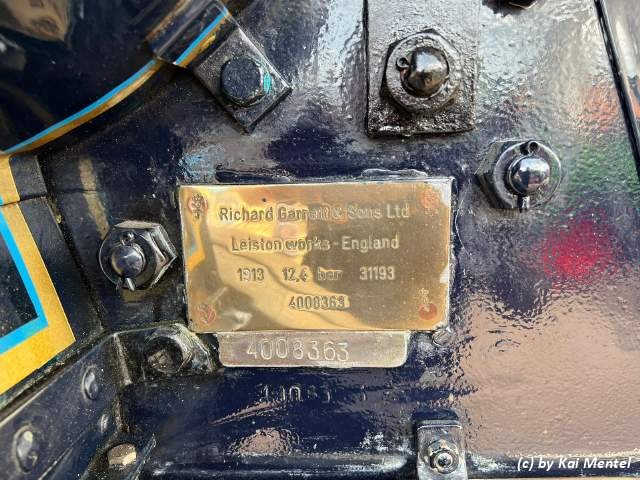 Richard Garrett & Sons Ltd
Leiston works - England
1913 12,4 bar 31193
4008363
4008363
(c) by Kai Mentel